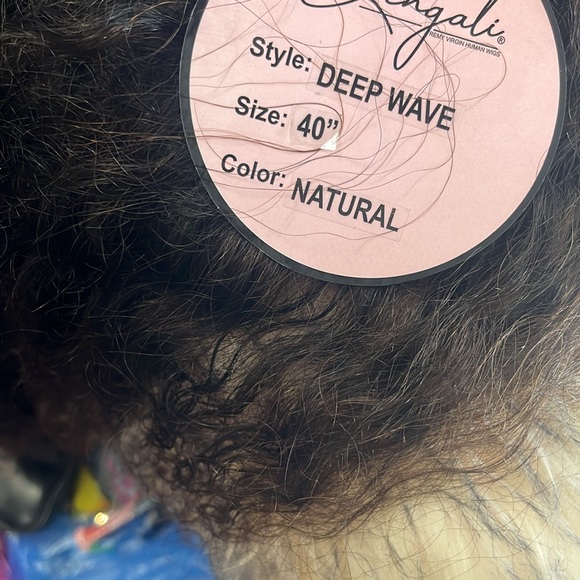 REMY VIRGIN HUMAN WIGS
Style: DEEP WAVE
Size: 40”
Color: NATURAL